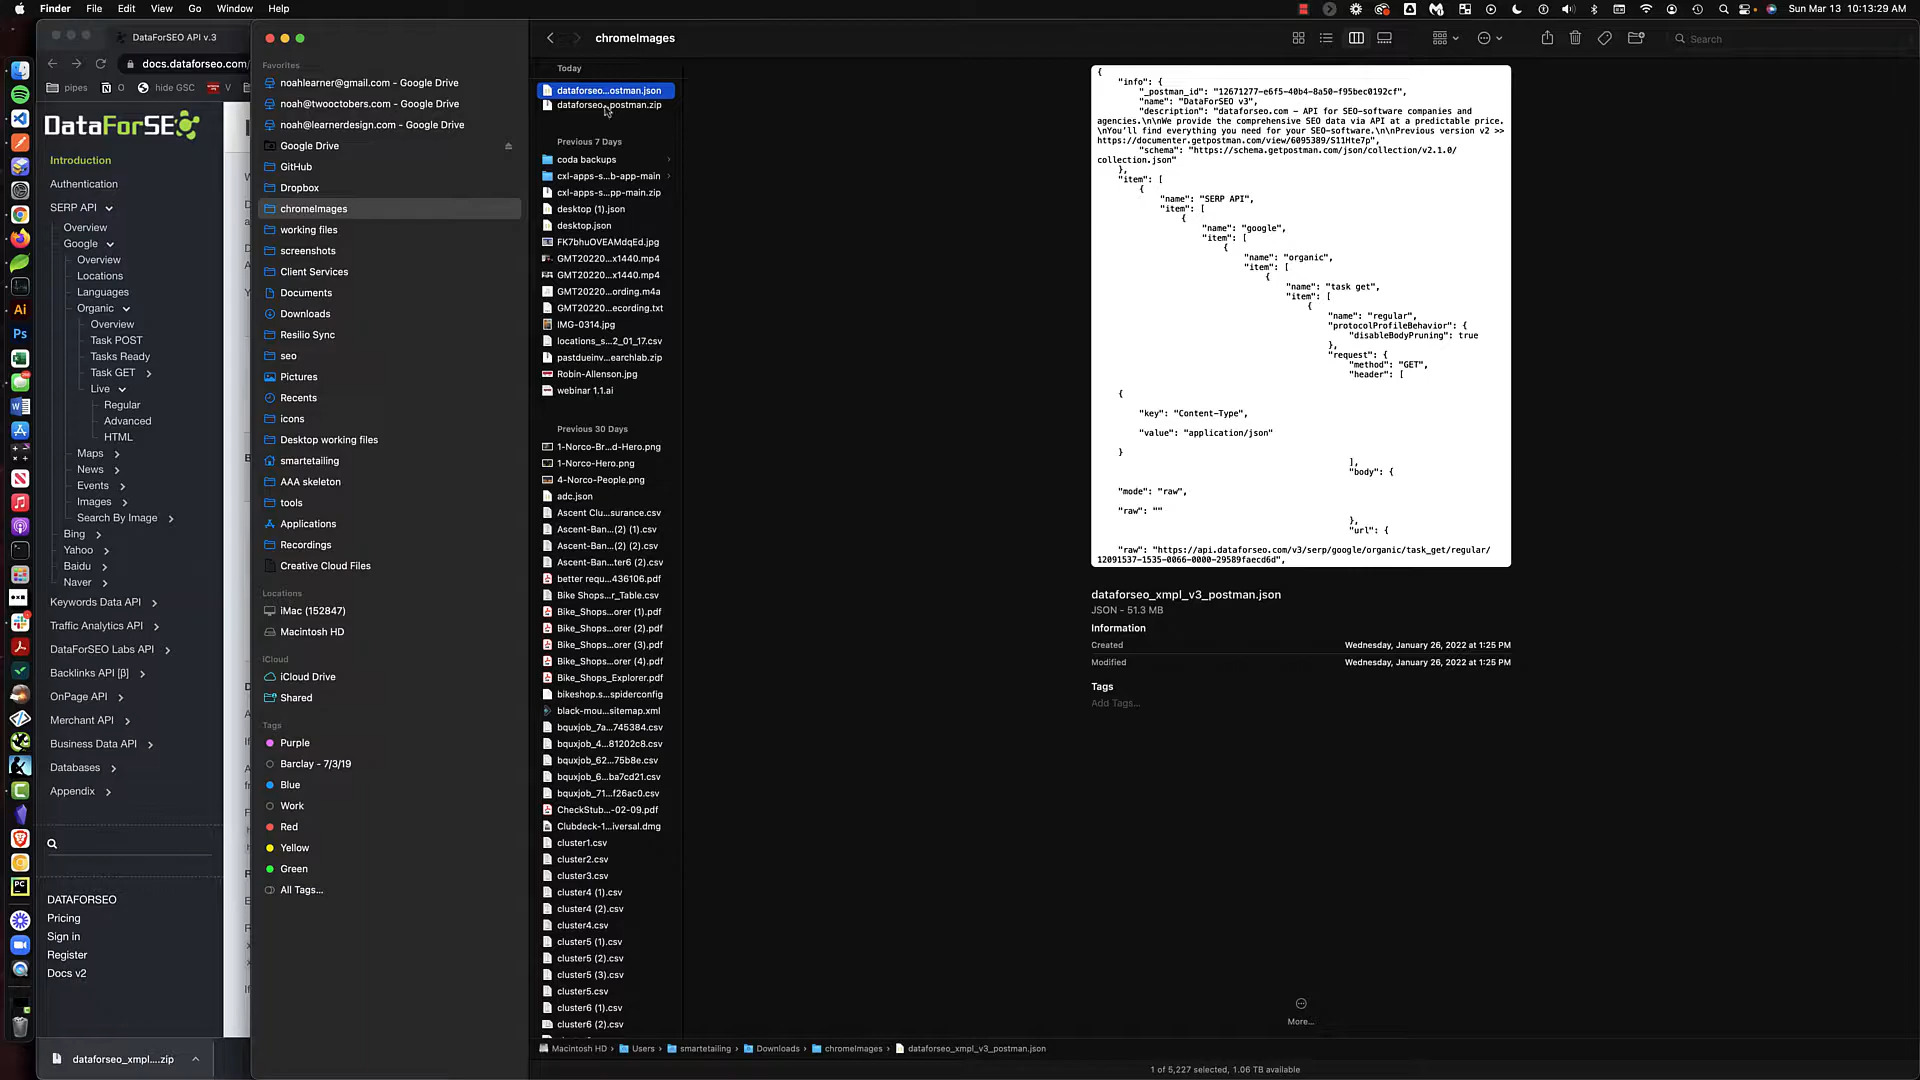 Finder File Edit View Go Window Help
Sun Mar 13 10:13:29 AM
DataForSEO API v.3
docs.dataforseo.com/
pipes
O
hide GSC
V
DataForSEO
Introduction
Authentication
SERP API
Overview
Google
Overview
Locations
Languages
Organic
Overview
Task POST
Tasks Ready
Task GET
Live
Regular
Advanced
HTML
Maps
News
Events
Images
Search By Image
Bing
Yahoo
Baidu
Naver
Keywords Data API
Traffic Analytics API
DataForSEO Labs API
Backlinks API [β]
OnPage API
Merchant API
Business Data API
Databases
Appendix
DATAFORSEO
Pricing
Sign in
Register
Docs v2
dataforseo_xmpl....zip
Favorites
noahlearner@gmail.com - Google Drive
noah@twooctobers.com - Google Drive
noah@learnerdesign.com - Google Drive
Google Drive
GitHub
Dropbox
chromeImages
working files
screenshots
Client Services
Documents
Downloads
Resilio Sync
seo
Pictures
Recents
icons
Desktop working files
smartetailing
AAA skeleton
tools
Applications
Recordings
Creative Cloud Files
Locations
iMac (152847)
Macintosh HD
iCloud
iCloud Drive
Shared
Tags
Purple
Barclay - 7/3/19
Blue
Work
Red
Yellow
Green
All Tags...
chromeImages
Search
Today
dataforseo...ostman.json
dataforseo...postman.zip
Previous 7 Days
coda backups
cxl-apps-s...b-app-main
cxl-apps-s...pp-main.zip
desktop (1).json
desktop.json
FK7bhuOVEAMdqEd.jpg
GMT20220...x1440.mp4
GMT20220...x1440.mp4
GMT20220...ording.m4a
GMT20220...ecording.txt
IMG-0314.jpg
locations_s...2_01_17.csv
pastdueinv...earchlab.zip
Robin-Allenson.jpg
webinar 1.1.ai
Previous 30 Days
1-Norco-Br...d-Hero.png
1-Norco-Hero.png
4-Norco-People.png
adc.json
Ascent Clu...surance.csv
Ascent-Ban...(2) (1).csv
Ascent-Ban...(2) (2).csv
Ascent-Ban...ter6 (2).csv
better requ...436106.pdf
Bike Shops...r_Table.csv
Bike_Shops...orer (1).pdf
Bike_Shops...orer (2).pdf
Bike_Shops...orer (3).pdf
Bike_Shops...orer (4).pdf
Bike_Shops_Explorer.pdf
bikeshop.s...spiderconfig
black-mou...sitemap.xml
bquxjob_7a...745384.csv
bquxjob_4...81202c8.csv
bquxjob_62...75b8e.csv
bquxjob_6...ba7cd21.csv
bquxjob_71...f26ac0.csv
CheckStub...-02-09.pdf
Clubdeck-1...iversal.dmg
cluster1.csv
cluster2.csv
cluster3.csv
cluster4 (1).csv
cluster4 (2).csv
cluster4.csv
cluster5 (1).csv
cluster5 (2).csv
cluster5 (3).csv
cluster5.csv
cluster6 (1).csv
cluster6 (2).csv
{
"info": {
"_postman_id": "12671277-e6f5-40b4-8a50-f95bec0192cf",
"name": "DataForSEO v3",
"description": "dataforseo.com - API for SEO-software companies and
agencies.\n\nWe provide the comprehensive SEO data via API at a predictable price.
\nYou'll find everything you need for your SEO-software.\n\nPrevious version v2 >>
https://documenter.getpostman.com/view/6095389/S11Hte7p",
"schema": "https://schema.getpostman.com/json/collection/v2.1.0/
collection.json"
},
"item": [
{
"name": "SERP API",
"item": [
{
"name": "google",
"item": [
{
"name": "organic",
"item": [
{
"name": "task get",
"item": [
{
"name": "regular",
"protocolProfileBehavior": {
"disableBodyPruning": true
},
"request": {
"method": "GET",
"header": [
{
"key": "Content-Type",
"value": "application/json"
}
],
"body": {
"mode": "raw",
"raw": ""
},
"url": {
"raw": "https://api.dataforseo.com/v3/serp/google/organic/task_get/regular/
12091537-1535-0066-0000-29589faecd6d",
dataforseo_xmpl_v3_postman.json
JSON - 51.3 MB
Information
Created Wednesday, January 26, 2022 at 1:25 PM
Modified Wednesday, January 26, 2022 at 1:25 PM
Tags
Add Tags...
More...
Macintosh HD › Users › smartetailing › Downloads › chromeImages › dataforseo_xmpl_v3_postman.json
1 of 5,227 selected, 1.06 TB available